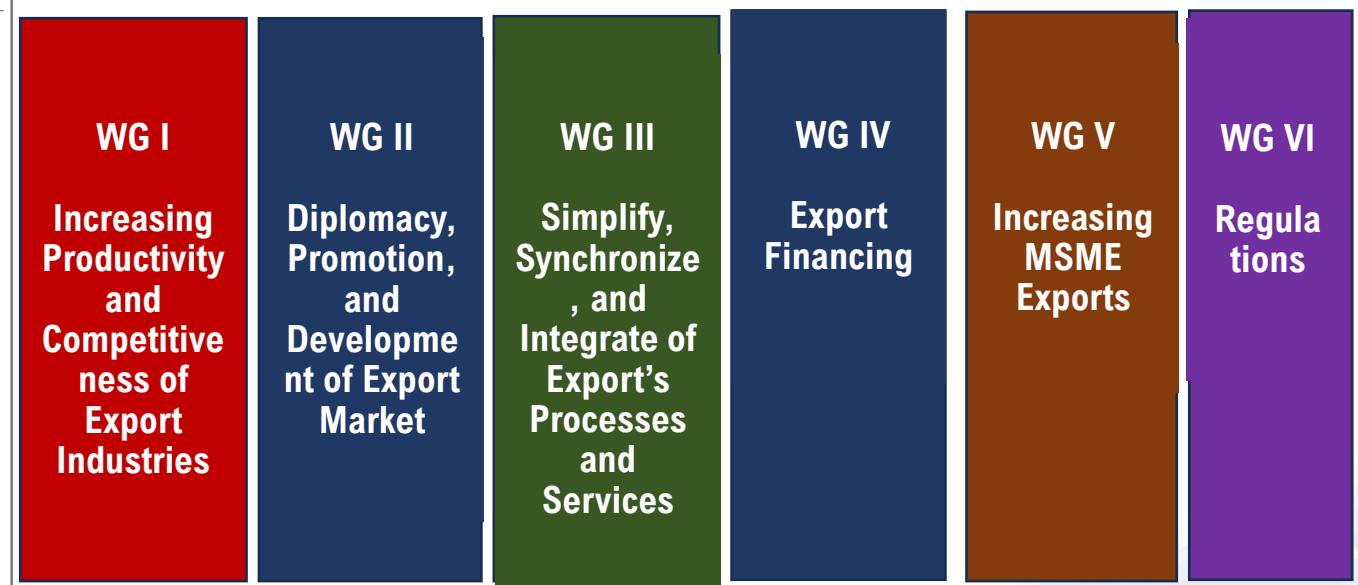 WG I
Increasing
Productivity
and
Competitive
ness of
Export
Industries
WG II
Diplomacy,
Promotion,
and
Developme
nt of Export
Market
WG III
Simplify,
Synchronize
, and
Integrate of
Export’s
Processes
and
Services
WG IV
Export
Financing
WG V
Increasing
MSME
Exports
WG VI
Regula
tions